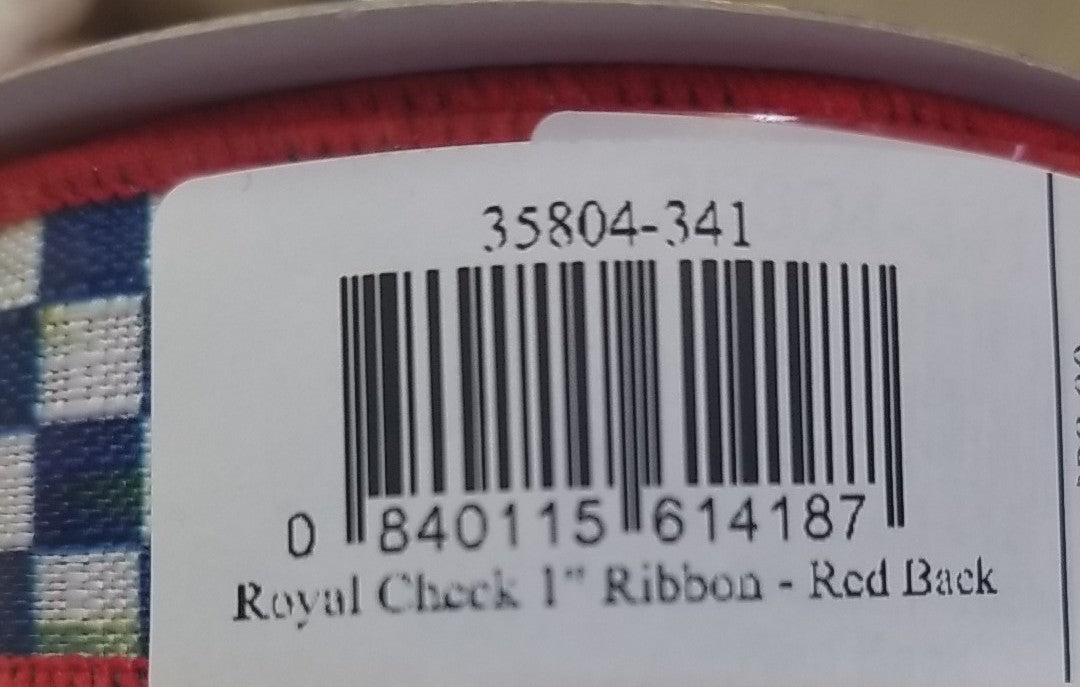 35804-341
0 840115 614187
Royal Check 1" Ribbon - Red Back